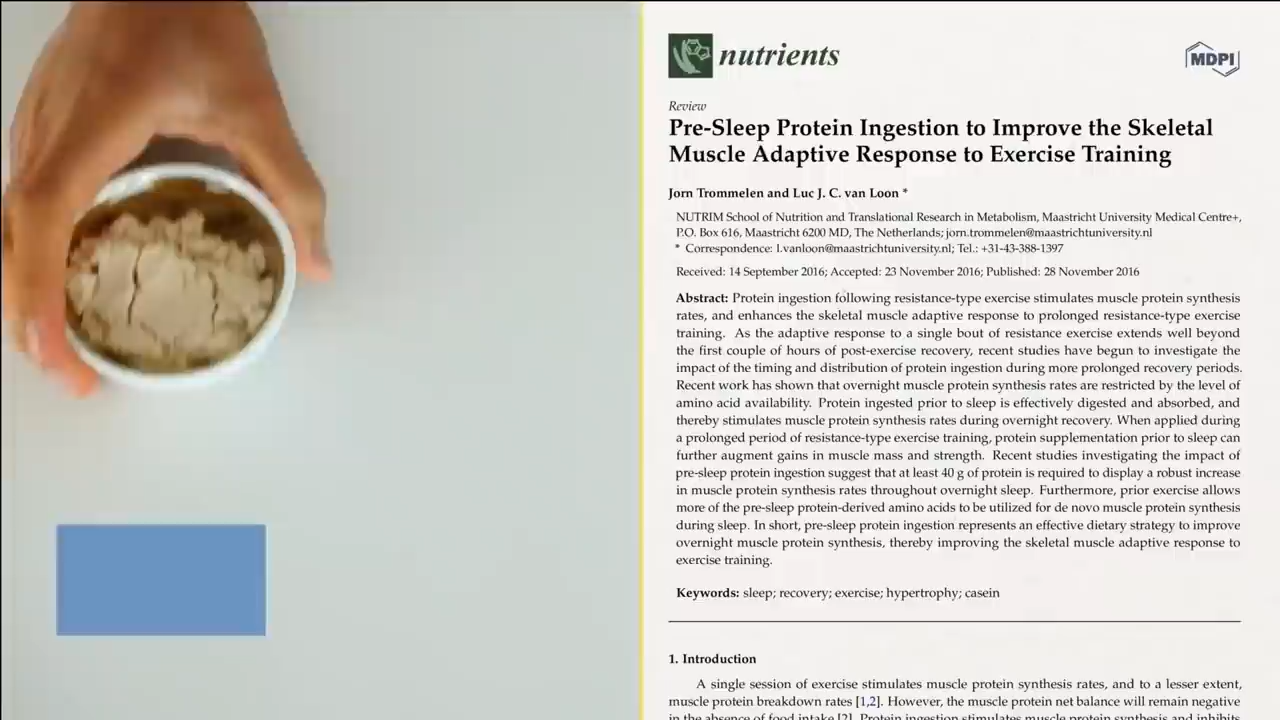 nutrients
MDPI
Review
Pre-Sleep Protein Ingestion to Improve the Skeletal
Muscle Adaptive Response to Exercise Training
Jorn Trommelen and Luc J. C. van Loon *
NUTRIM School of Nutrition and Translational Research in Metabolism, Maastricht University Medical Centre+,
P.O. Box 616, Maastricht 6200 MD, The Netherlands; jorn.trommelen@maastrichtuniversity.nl
* Correspondence: l.vanloon@maastrichtuniversity.nl; Tel.: +31-43-388-1397
Received: 14 September 2016; Accepted: 23 November 2016; Published: 28 November 2016
Abstract: Protein ingestion following resistance-type exercise stimulates muscle protein synthesis
rates, and enhances the skeletal muscle adaptive response to prolonged resistance-type exercise
training. As the adaptive response to a single bout of resistance exercise extends well beyond
the first couple of hours of post-exercise recovery, recent studies have begun to investigate the
impact of the timing and distribution of protein ingestion during more prolonged recovery periods.
Recent work has shown that overnight muscle protein synthesis rates are restricted by the level of
amino acid availability. Protein ingested prior to sleep is effectively digested and absorbed, and
thereby stimulates muscle protein synthesis rates during overnight recovery. When applied during
a prolonged period of resistance-type exercise training, protein supplementation prior to sleep can
further augment gains in muscle mass and strength. Recent studies investigating the impact of
pre-sleep protein ingestion suggest that at least 40 g of protein is required to display a robust increase
in muscle protein synthesis rates throughout overnight sleep. Furthermore, prior exercise allows
more of the pre-sleep protein-derived amino acids to be utilized for de novo muscle protein synthesis
during sleep. In short, pre-sleep protein ingestion represents an effective dietary strategy to improve
overnight muscle protein synthesis, thereby improving the skeletal muscle adaptive response to
exercise training.
Keywords: sleep; recovery; exercise; hypertrophy; casein
1. Introduction
A single session of exercise stimulates muscle protein synthesis rates, and to a lesser extent,
muscle protein breakdown rates [1,2]. However, the muscle protein net balance will remain negative
in the absence of food intake [2]. Protein ingestion stimulates muscle protein synthesis and inhibits